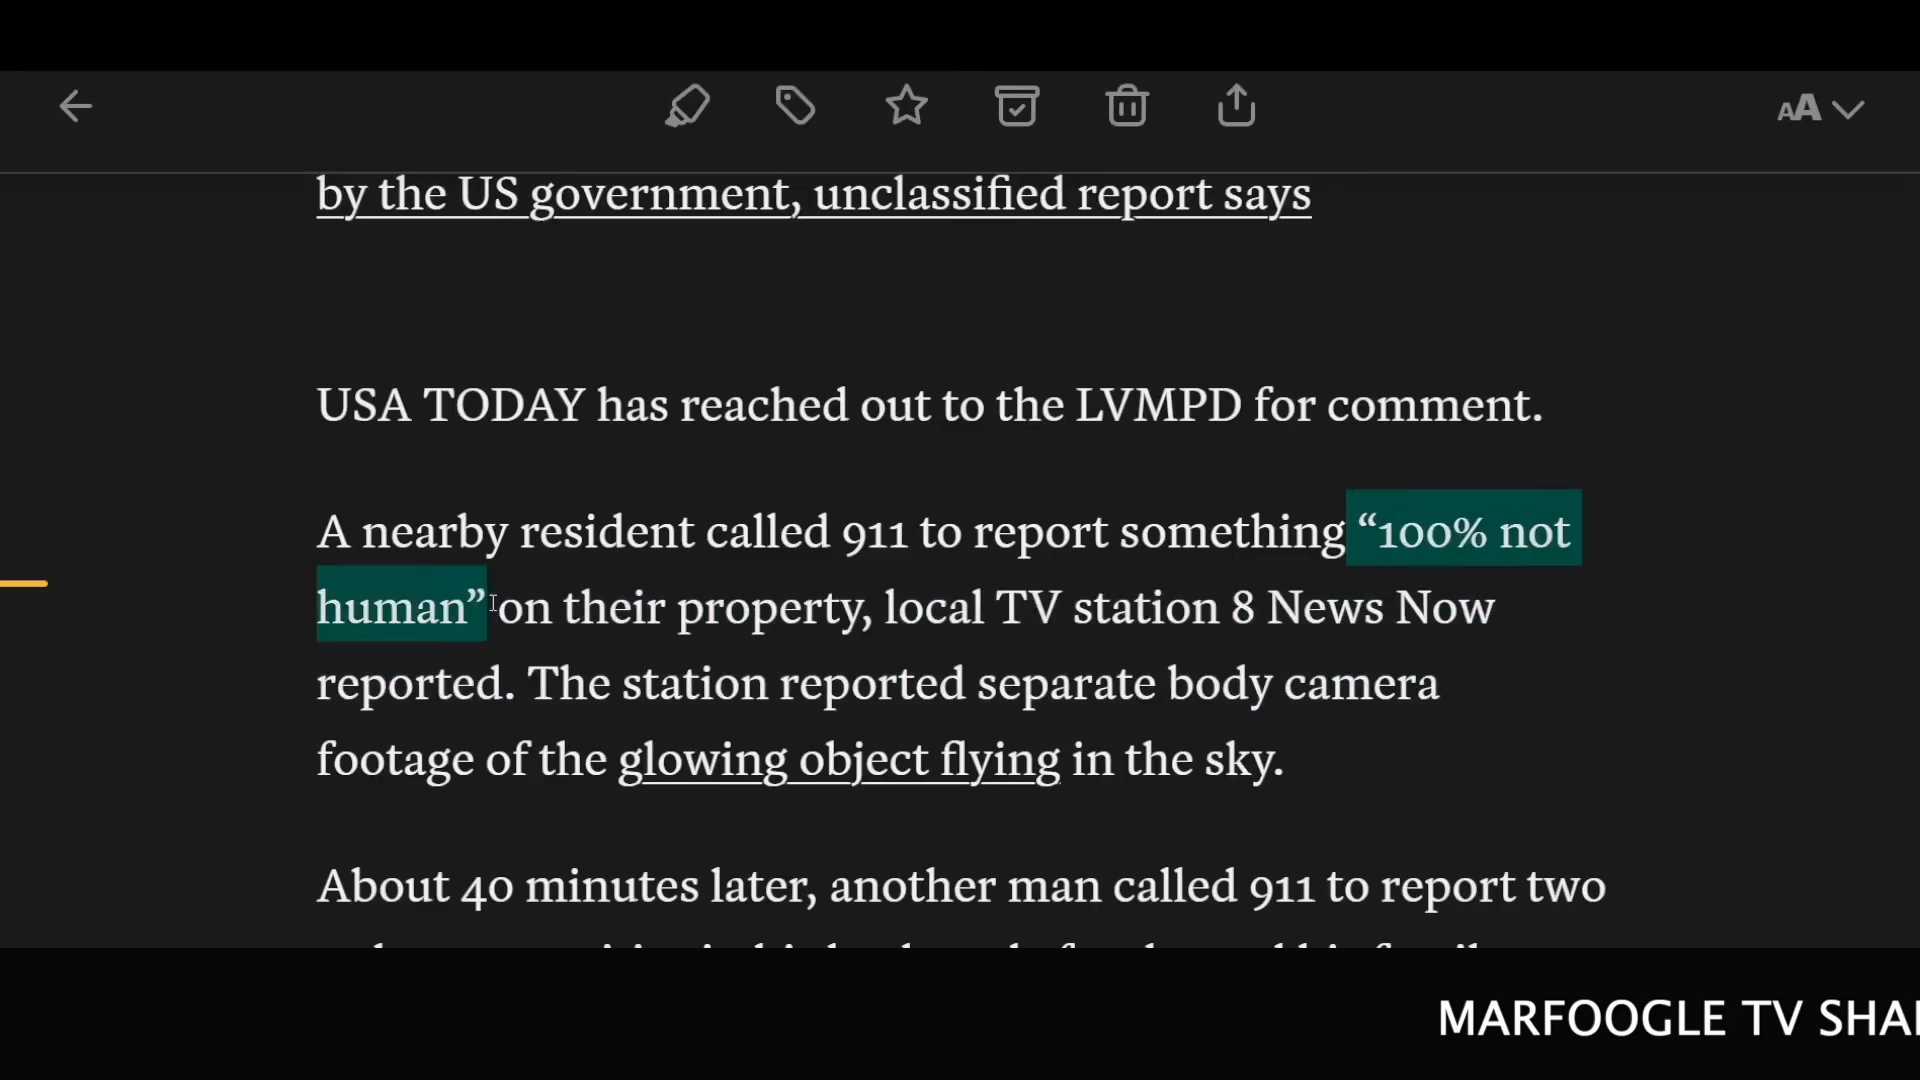 AA
by the US government, unclassified report says
USA TODAY has reached out to the LVMPD for comment.
A nearby resident called 911 to report something “100% not
human” on their property, local TV station 8 News Now
reported. The station reported separate body camera
footage of the glowing object flying in the sky.
About 40 minutes later, another man called 911 to report two
MARFOOGLE TV SHA